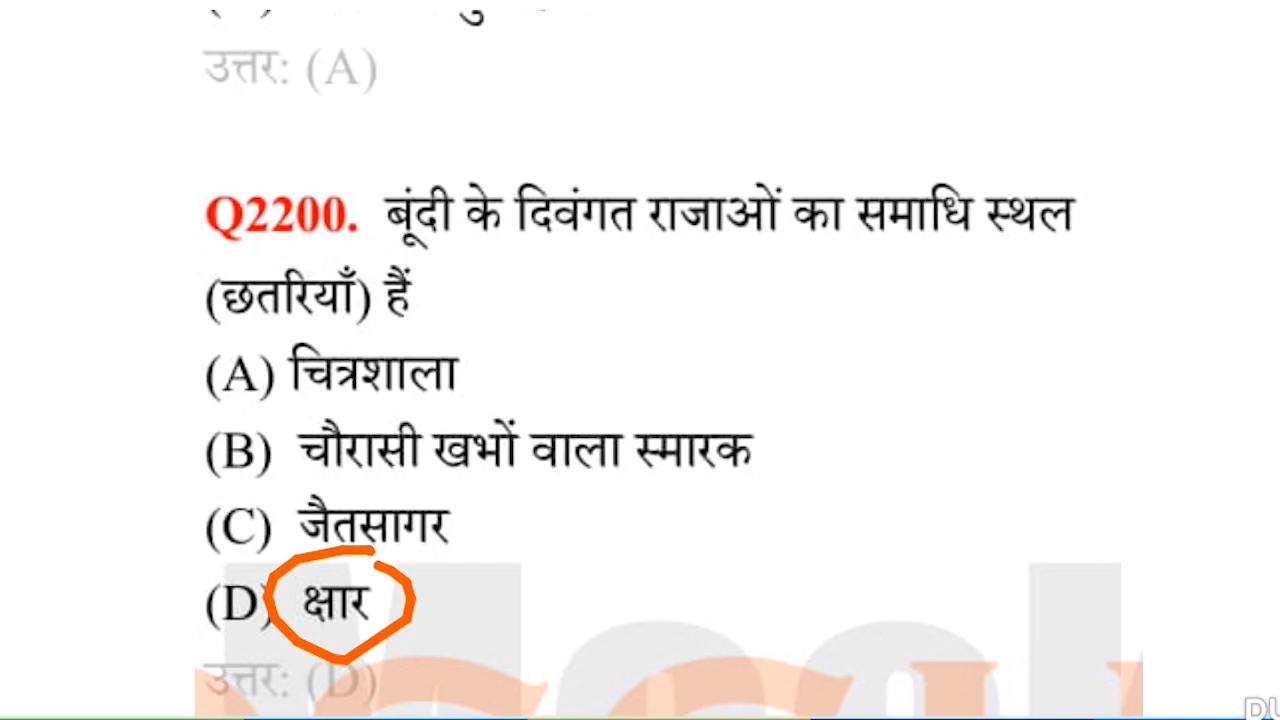 उत्तर: (A)
Q2200. बूंदी के दिवंगत राजाओं का समाधि स्थल
(छतरियाँ) हैं
(A) चित्रशाला
(B) चौरासी खभों वाला स्मारक
(C) जैतसागर
(D) क्षार
उत्तर: (D)